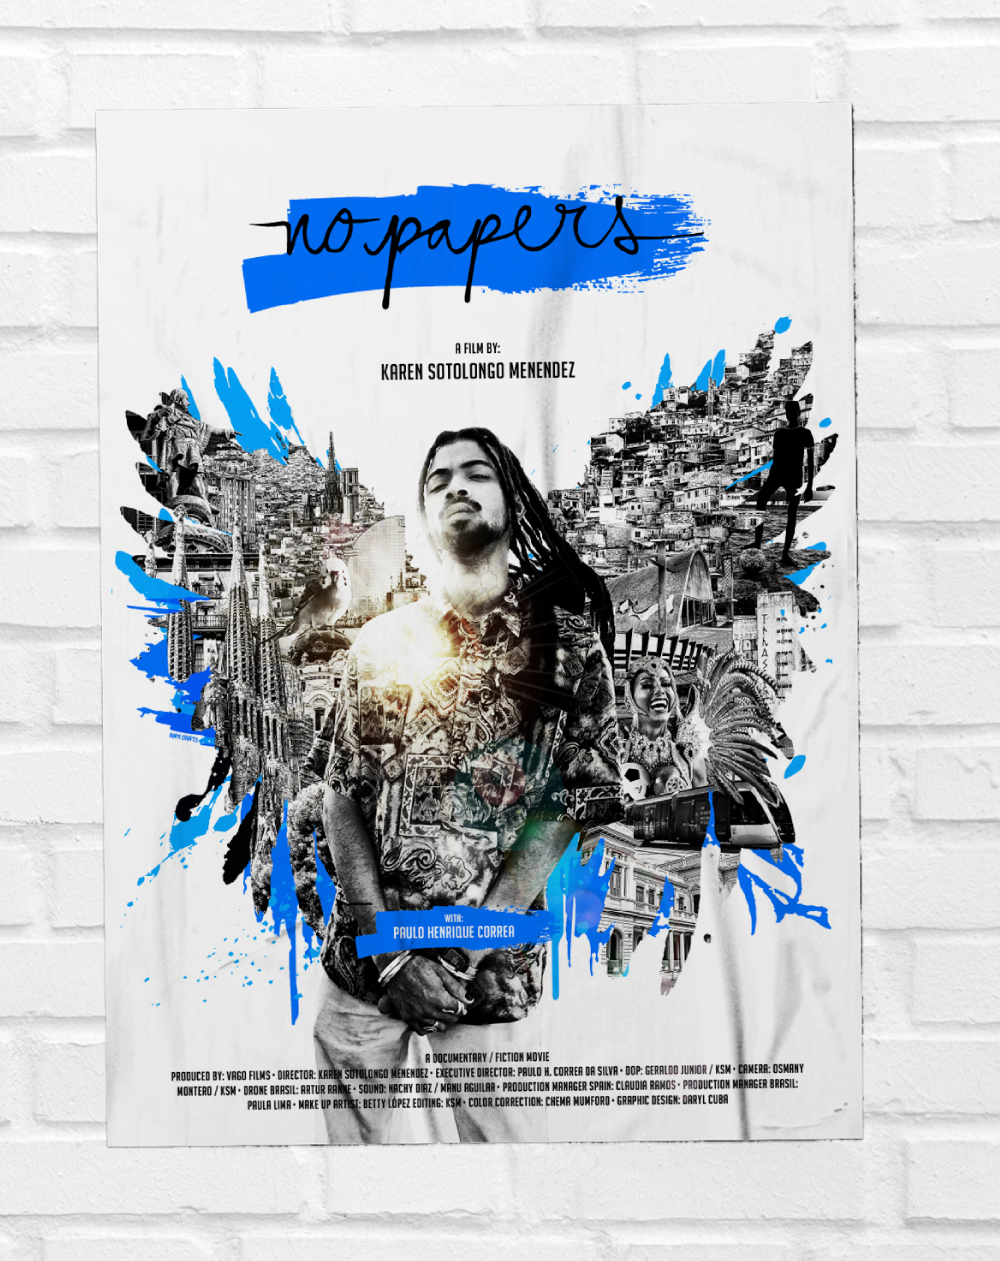 no papers
A FILM BY:
KAREN SOTOLONGO MENENDEZ
WITH:
PAULO HENRIQUE CORREA
A DOCUMENTARY / FICTION MOVIE
PRODUCED BY: VAGO FILMS • DIRECTOR: KAREN SOTOLONGO MENENDEZ • EXECUTIVE DIRECTOR: PAULO H. CORREA DA SILVA • DOP: GERALDO JUNIOR / KSM • CAMERA: OSMANY
MONTERO / KSM • DRONE BRASIL: ARTUR RANNE • SOUND: NACHY DIAZ / MANU AGUILAR • PRODUCTION MANAGER SPAIN: CLAUDIA RAMOS • PRODUCTION MANAGER BRASIL:
PAULA LIMA • MAKE UP ARTIST: BETTY LÓPEZ EDITING: KSM • COLOR CORRECTION: CHEMA MUMFORD • GRAPHIC DESIGN: DARYL CUBA